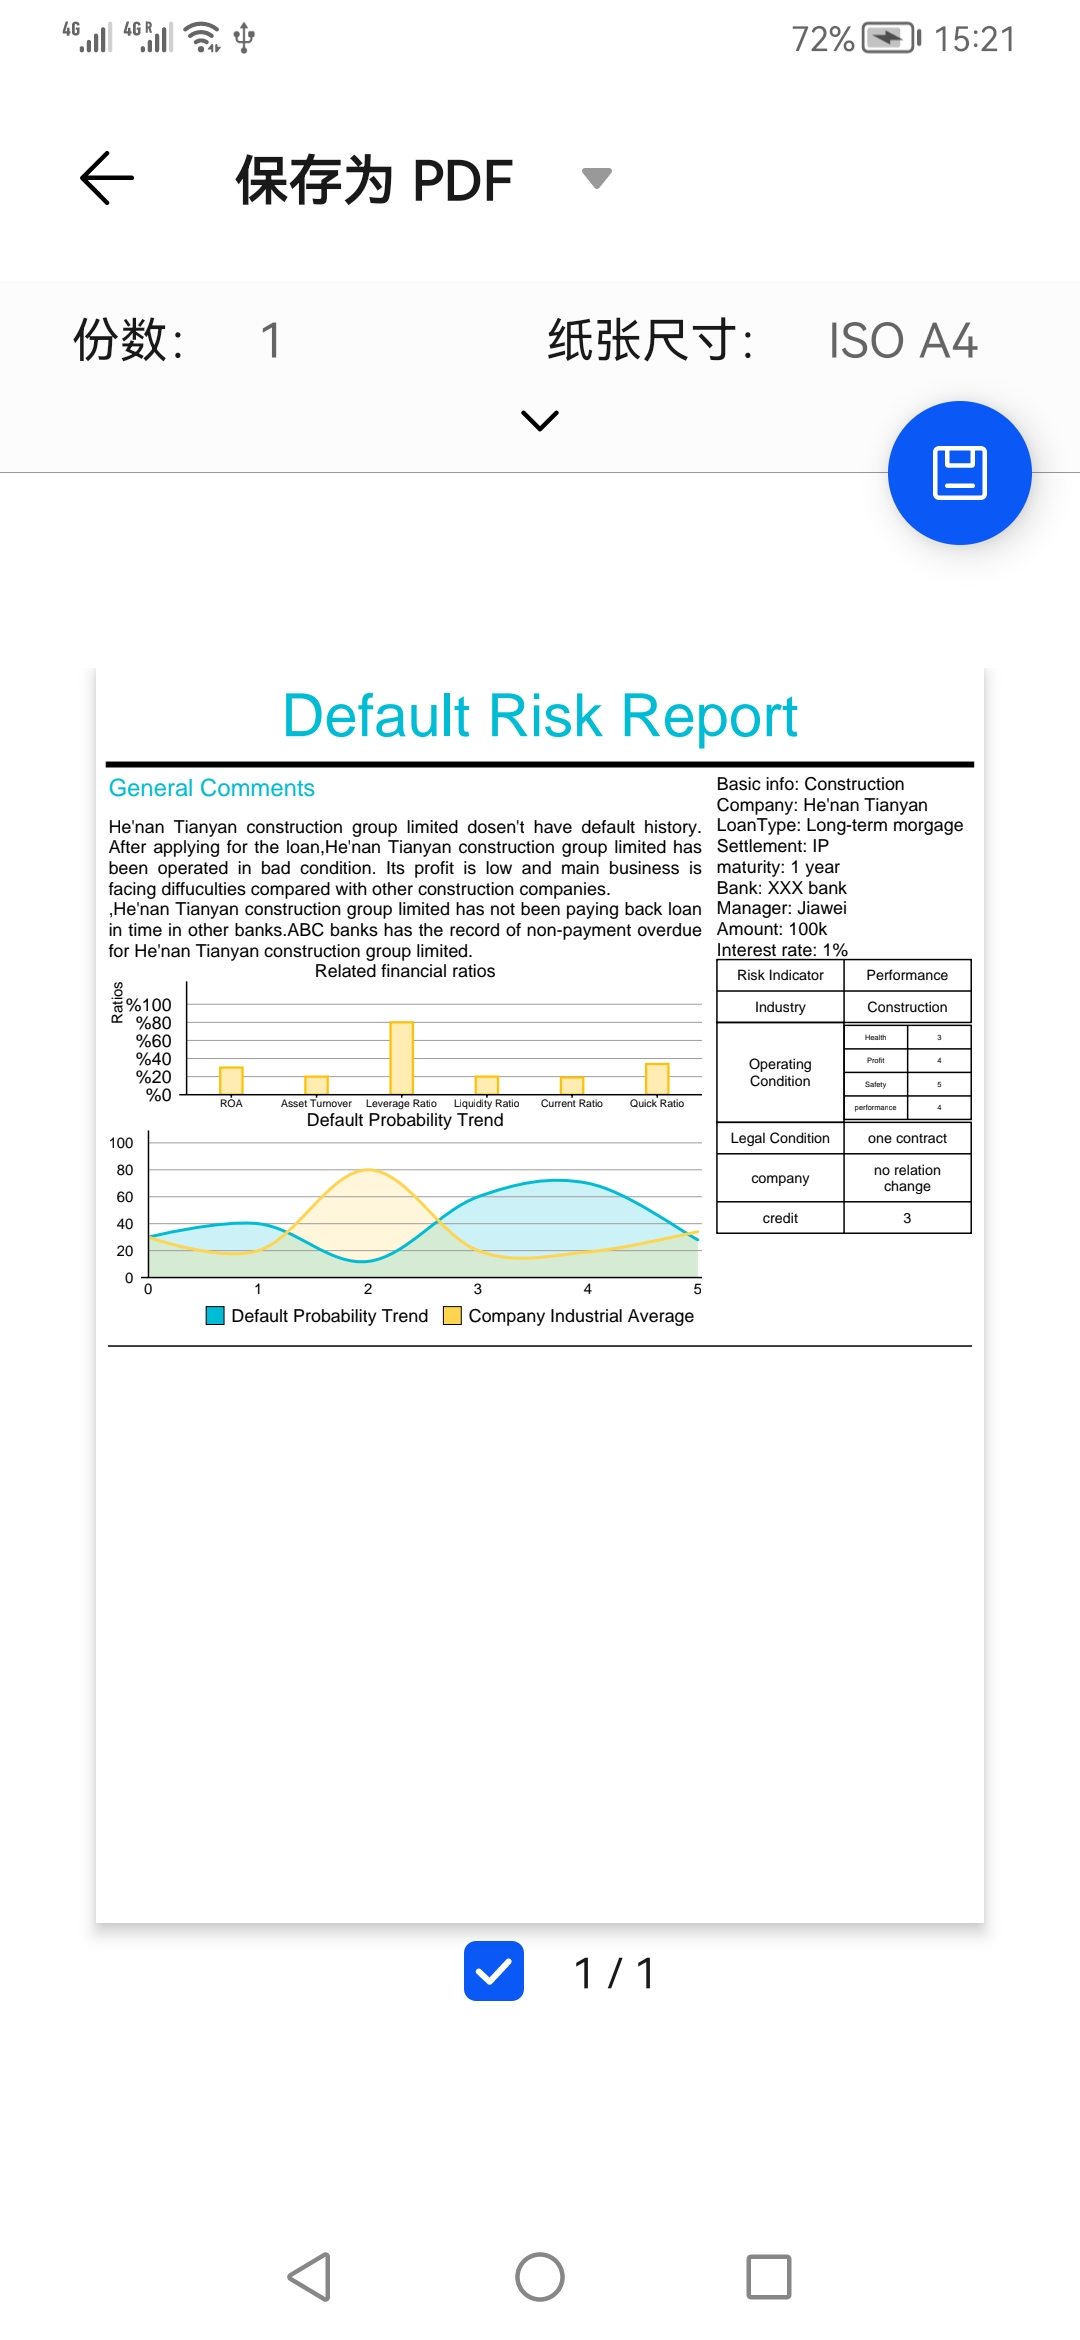 4G 4G R 72% 15:21
保存为 PDF
份数： 1 纸张尺寸： ISO A4
Default Risk Report
General Comments
He'nan Tianyan construction group limited dosen't have default history.
After applying for the loan,He'nan Tianyan construction group limited has
been operated in bad condition. Its profit is low and main business is
facing diffuculties compared with other construction companies.
,He'nan Tianyan construction group limited has not been paying back loan
in time in other banks.ABC banks has the record of non-payment overdue
for He'nan Tianyan construction group limited.
Basic info: Construction
Company: He'nan Tianyan
LoanType: Long-term morgage
Settlement: IP
maturity: 1 year
Bank: XXX bank
Manager: Jiawei
Amount: 100k
Interest rate: 1%
Risk Indicator Performance
Industry Construction
Operating
Condition
Health 3
Profit 4
Safety 5
performance 4
Legal Condition one contract
company no relation
change
credit 3
Related financial ratios
Ratios
%100
%80
%60
%40
%20
%0
ROA Asset Turnover Leverage Ratio Liquidity Ratio Current Ratio Quick Ratio
Default Probability Trend
100
80
60
40
20
0
0 1 2 3 4 5
Default Probability Trend Company Industrial Average
1 / 1